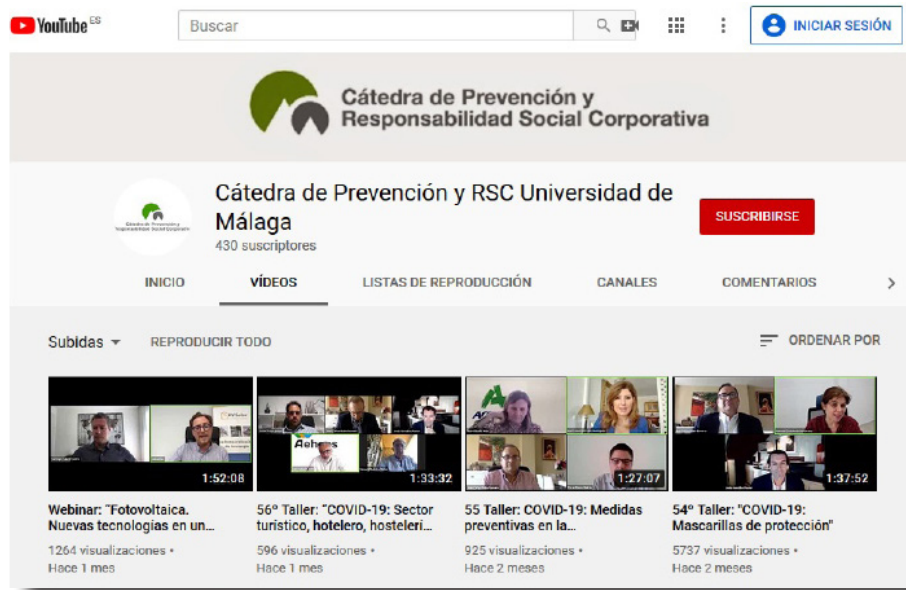 YouTube ES
Buscar
INICIAR SESIÓN
Cátedra de Prevención y
Responsabilidad Social Corporativa
Cátedra de Prevención y RSC Universidad de
Málaga
430 suscriptores
SUSCRIBIRSE
INICIO VÍDEOS LISTAS DE REPRODUCCIÓN CANALES COMENTARIOS
Subidas REPRODUCIR TODO ORDENAR POR
1:52:08 1:33:32 1:27:07 1:37:52
Webinar: "Fotovoltaica.
Nuevas tecnologías en un...
1264 visualizaciones •
Hace 1 mes
56º Taller: "COVID-19: Sector
turístico, hotelero, hostelerí...
596 visualizaciones •
Hace 1 mes
55 Taller: COVID-19: Medidas
preventivas en la...
925 visualizaciones •
Hace 2 meses
54º Taller: "COVID-19:
Mascarillas de protección"
5737 visualizaciones •
Hace 2 meses